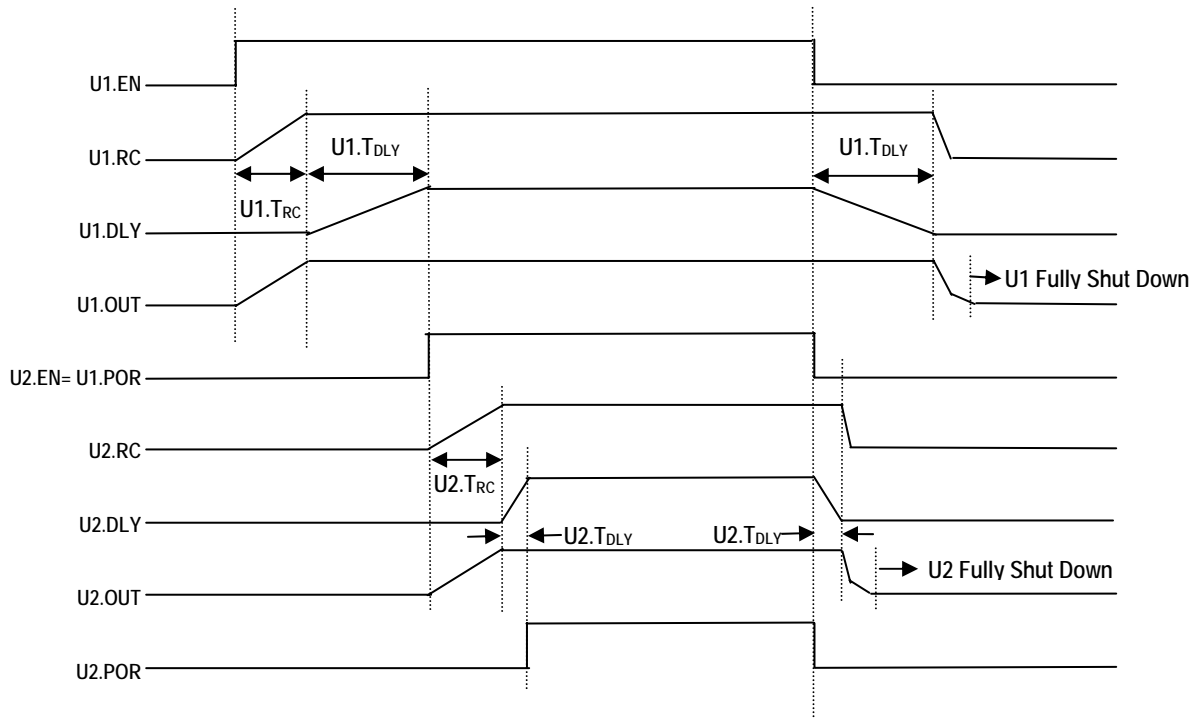 U1.EN
U1.RC
U1.TDLY
U1.TDLY
U1.TRC
U1.DLY
U1.OUT
U1 Fully Shut Down
U2.EN= U1.POR
U2.RC
U2.TRC
U2.DLY
U2.TDLY
U2.TDLY
U2 Fully Shut Down
U2.OUT
U2.POR